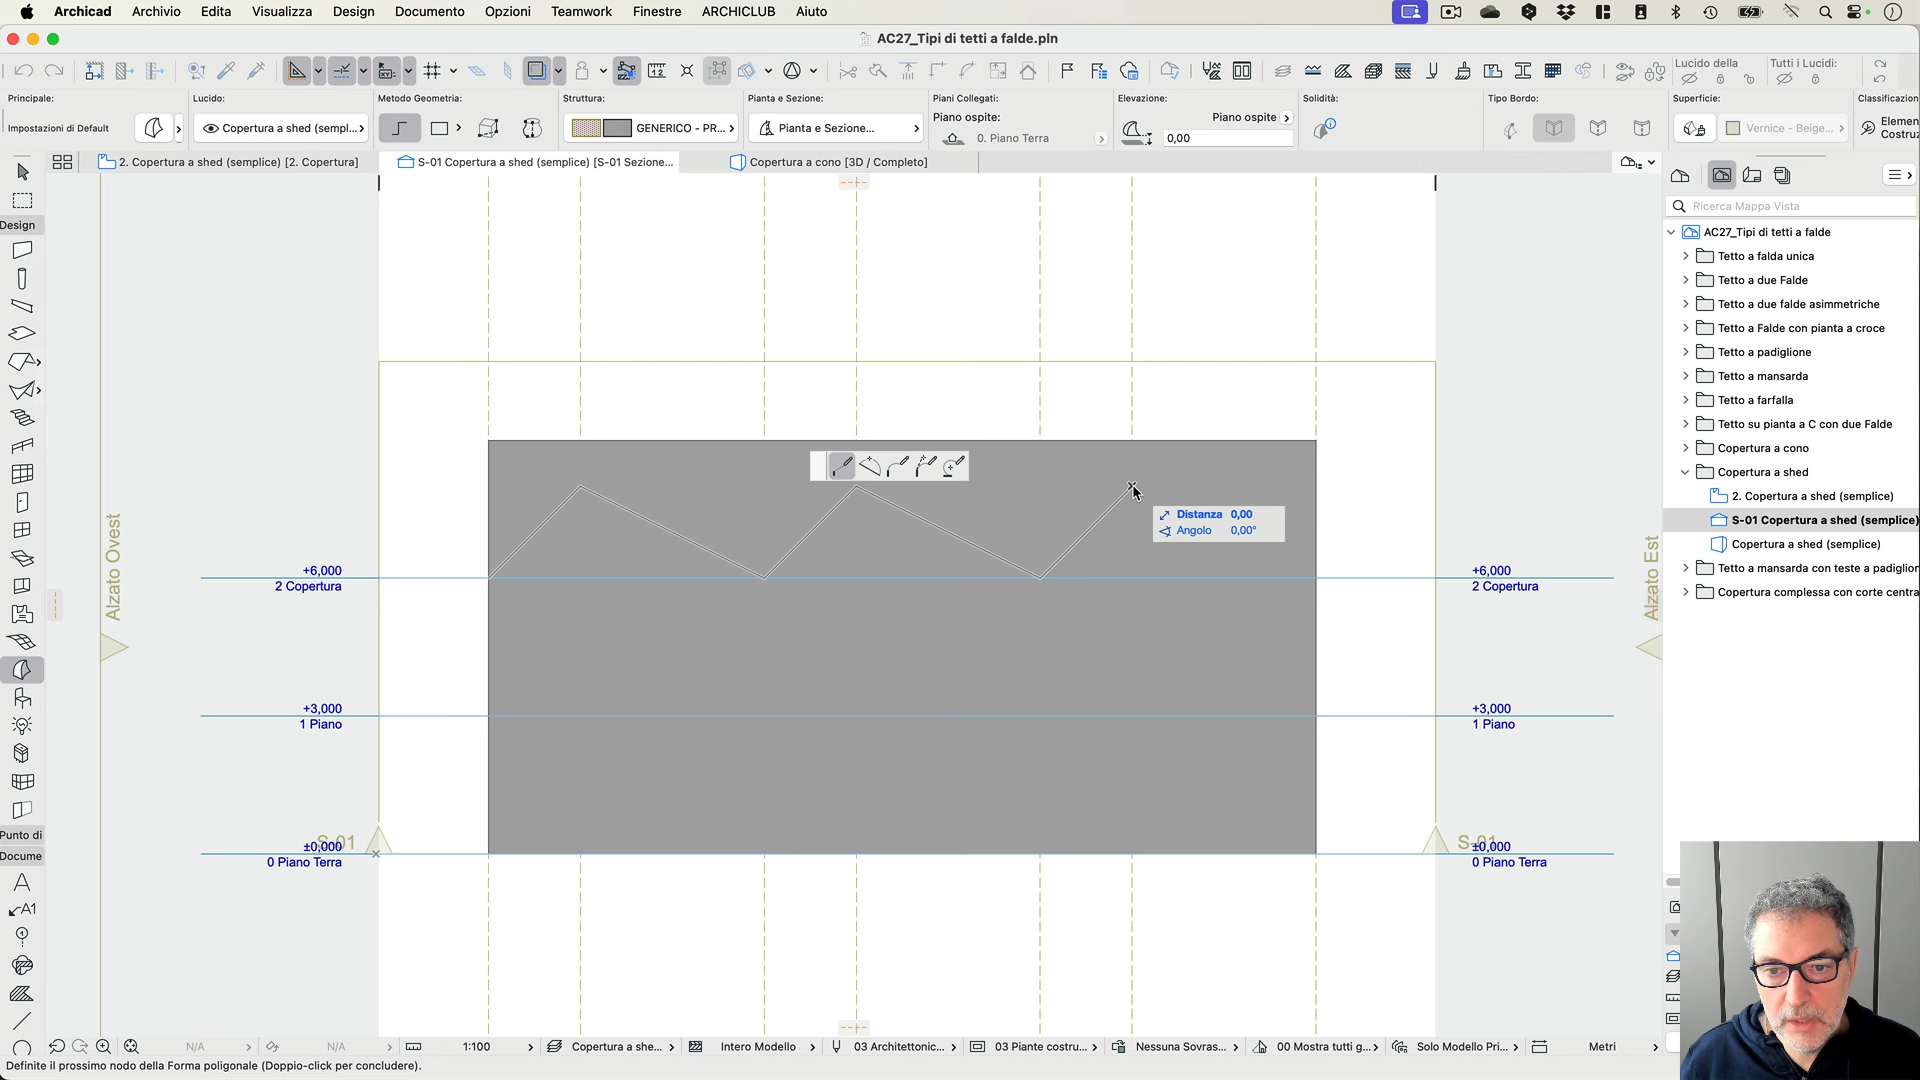 Archicad Archivio Edita Visualizza Design Documento Opzioni Teamwork Finestre ARCHICLUB Aiuto
AC27_Tipi di tetti a falde.pln
Lucido della
Tutti i Lucidi:
Principale:
Lucido:
Metodo Geometria:
Struttura:
Pianta e Sezione:
Piani Collegati:
Elevazione:
Solidità:
Tipo Bordo:
Superficie:
Classificazion
Impostazioni di Default
Copertura a shed (sempl...
GENERICO - PR...
Pianta e Sezione...
Piano ospite:
0. Piano Terra
Piano ospite
0,00
Vernice - Beige...
Elemen
Costruz
2. Copertura a shed (semplice) [2. Copertura]
S-01 Copertura a shed (semplice) [S-01 Sezione...
Copertura a cono [3D / Completo]
Design
Ricerca Mappa Vista
AC27_Tipi di tetti a falde
Tetto a falda unica
Tetto a due Falde
Tetto a due falde asimmetriche
Tetto a Falde con pianta a croce
Tetto a padiglione
Tetto a mansarda
Tetto a farfalla
Tetto su pianta a C con due Falde
Copertura a cono
Copertura a shed
2. Copertura a shed (semplice)
S-01 Copertura a shed (semplice)
Copertura a shed (semplice)
Tetto a mansarda con teste a padiglior
Copertura complessa con corte centra
Distanza 0,00
Angolo 0,00°
Alzato Ovest
Alzato Est
+6,000
2 Copertura
+6,000
2 Copertura
+3,000
1 Piano
+3,000
1 Piano
S-01
±0,000
0 Piano Terra
S-01
±0,000
0 Piano Terra
Punto di
Docume
A
A1
N/A
N/A
1:100
Copertura a she...
Intero Modello
03 Architettonic...
03 Piante costru...
Nessuna Sovras...
00 Mostra tutti g...
Solo Modello Pri...
Metri
Definite il prossimo nodo della Forma poligonale (Doppio-click per concludere).